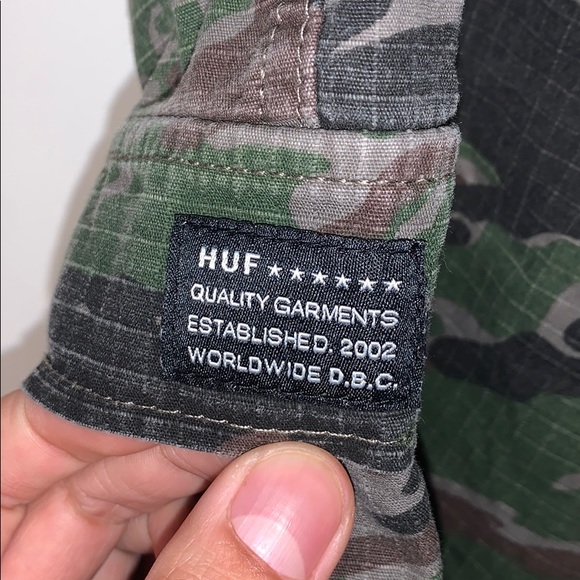 HUF ★★★★★★
QUALITY GARMENTS
ESTABLISHED. 2002
WORLDWIDE D.B.C.